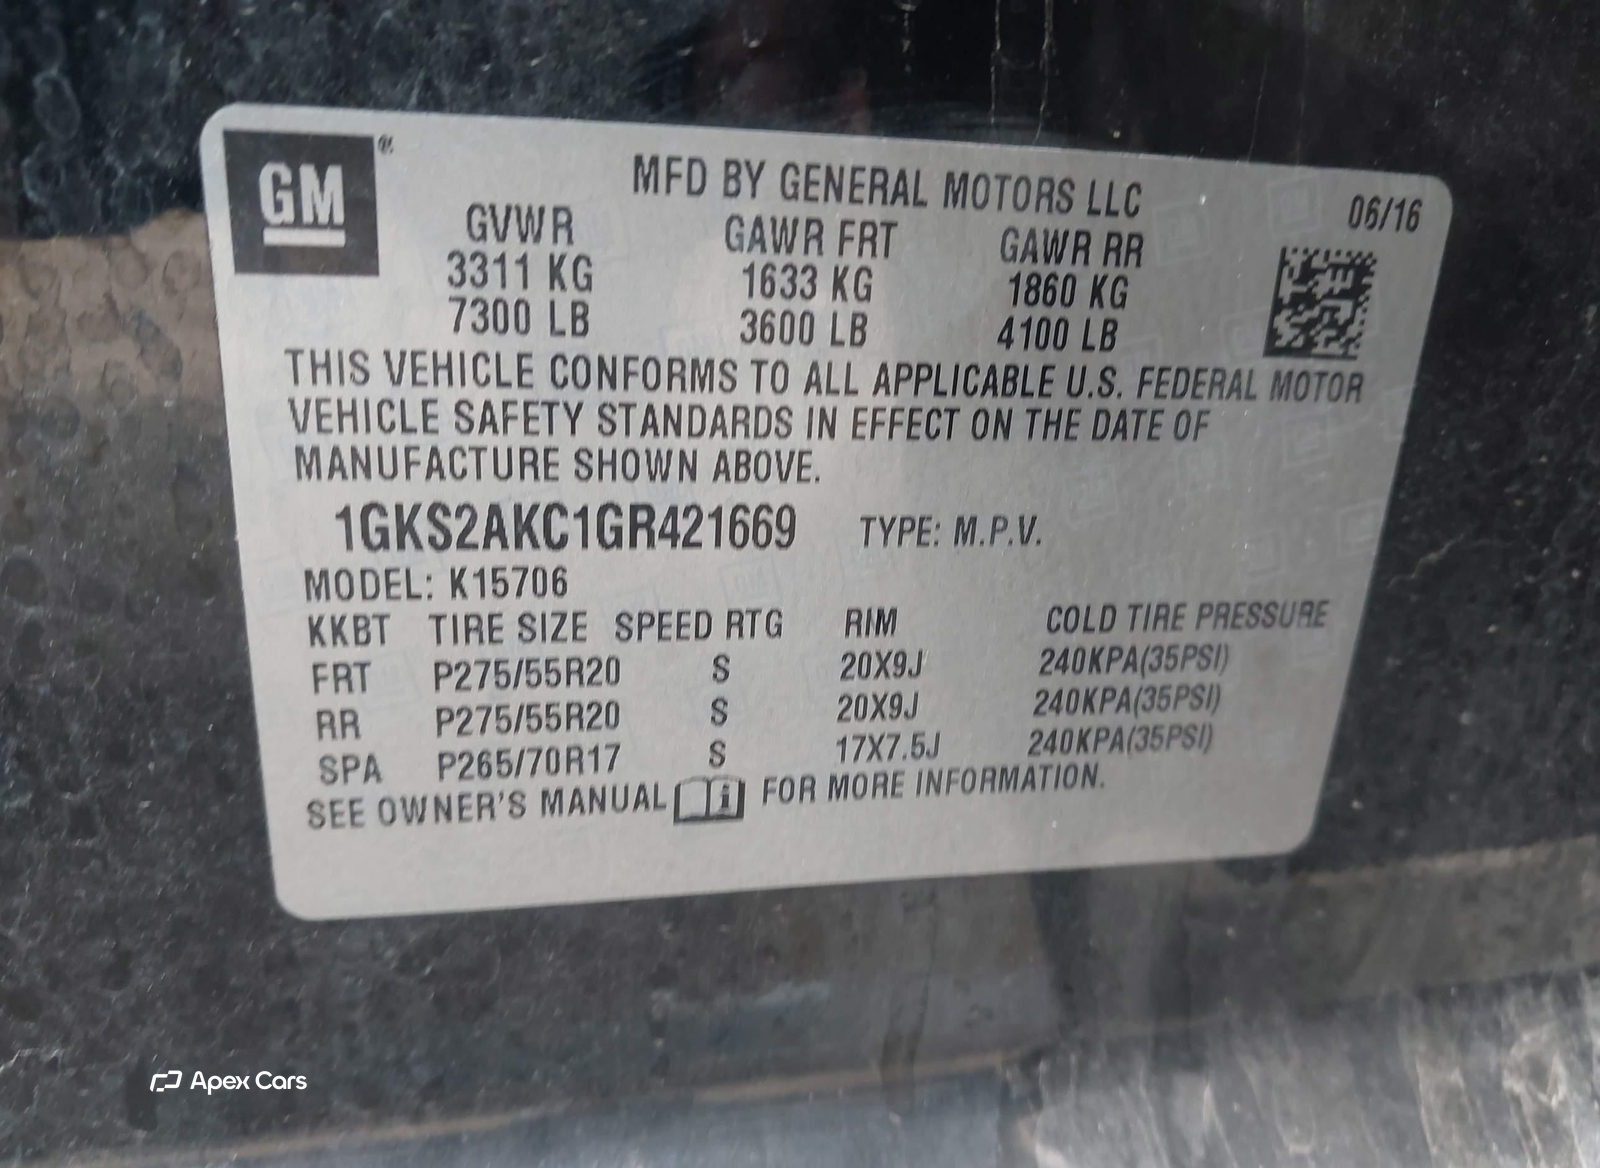 GM®
MFD BY GENERAL MOTORS LLC
06/16
GVWR GAWR FRT GAWR RR
3311 KG 1633 KG 1860 KG
7300 LB 3600 LB 4100 LB
THIS VEHICLE CONFORMS TO ALL APPLICABLE U.S. FEDERAL MOTOR
VEHICLE SAFETY STANDARDS IN EFFECT ON THE DATE OF
MANUFACTURE SHOWN ABOVE.
1GKS2AKC1GR421669 TYPE: M.P.V.
MODEL: K15706
KKBT TIRE SIZE SPEED RTG RIM COLD TIRE PRESSURE
FRT P275/55R20 S 20X9J 240KPA(35PSI)
RR P275/55R20 S 20X9J 240KPA(35PSI)
SPA P265/70R17 S 17X7.5J 240KPA(35PSI)
SEE OWNER'S MANUAL i FOR MORE INFORMATION.
Apex Cars